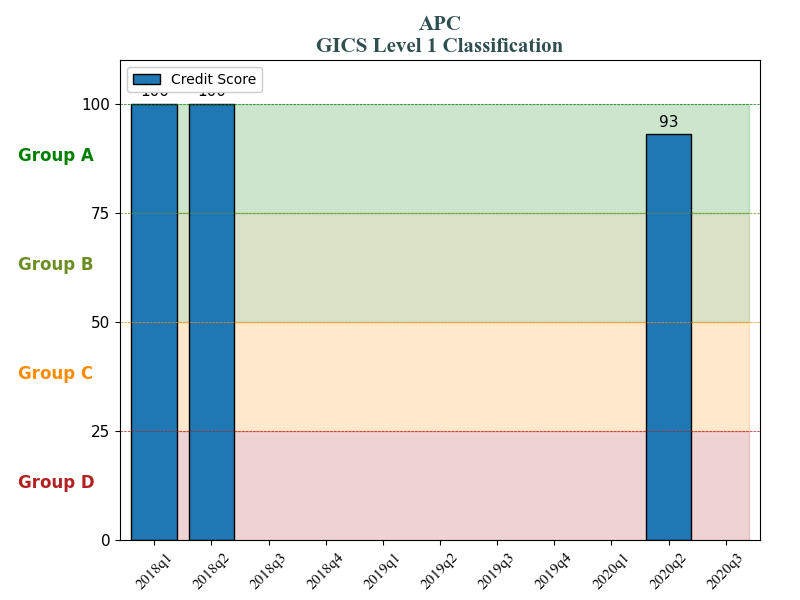 APC
GICS Level 1 Classification
Credit Score
100 100
93
100
Group A
75
Group B
50
Group C
25
Group D
0
2018q1 2018q2 2018q3 2018q4 2019q1 2019q2 2019q3 2019q4 2020q1 2020q2 2020q3